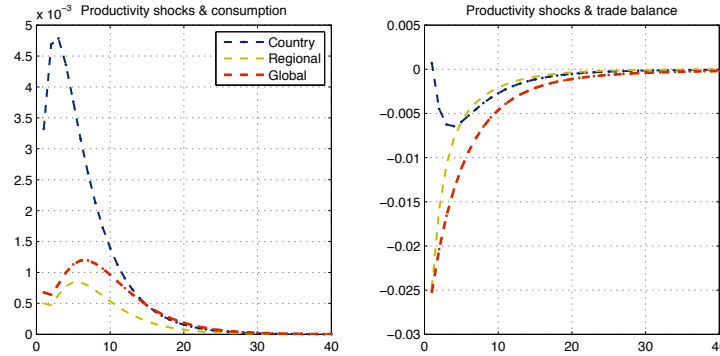 5 x 10⁻³ Productivity shocks & consumption
4.5
4
3.5
3
2.5
2
1.5
1
0.5
0
0 10 20 30 40
Country
Regional
Global
Productivity shocks & trade balance
0.005
0
−0.005
−0.01
−0.015
−0.02
−0.025
−0.03
0 10 20 30 40